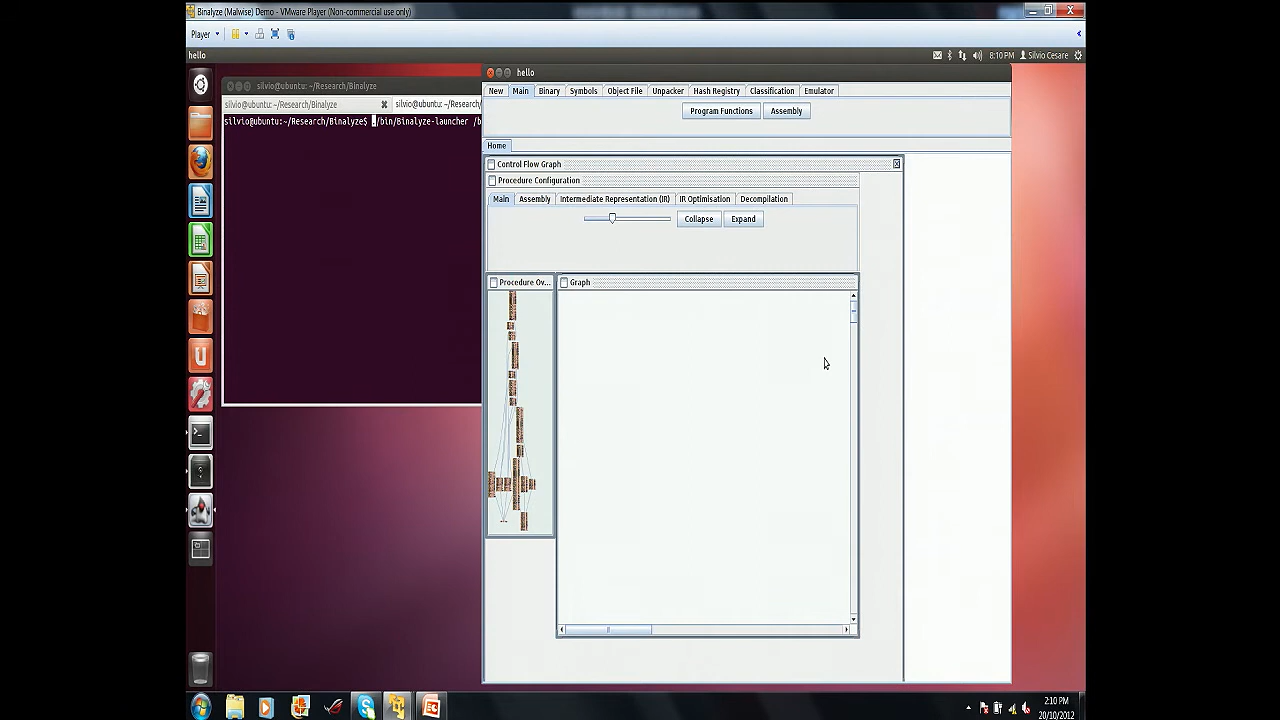 Binalyze (Malwise) Demo - VMware Player (Non-commercial use only)
Player
hello
8:10 PM
Silvio Cesare
silvio@ubuntu: ~/Research/Binalyze
silvio@ubuntu: ~/Research/Binalyze
silvio@ubuntu: ~/Research/
silvio@ubuntu:~/Research/Binalyze$ ./bin/Binalyze-launcher /b
hello
New Main Binary Symbols Object File Unpacker Hash Registry Classification Emulator
Program Functions Assembly
Home
Control Flow Graph
Procedure Configuration
Main Assembly Intermediate Representation (IR) IR Optimisation Decompilation
Collapse Expand
Procedure Ov...
Graph
2:10 PM
20/10/2012